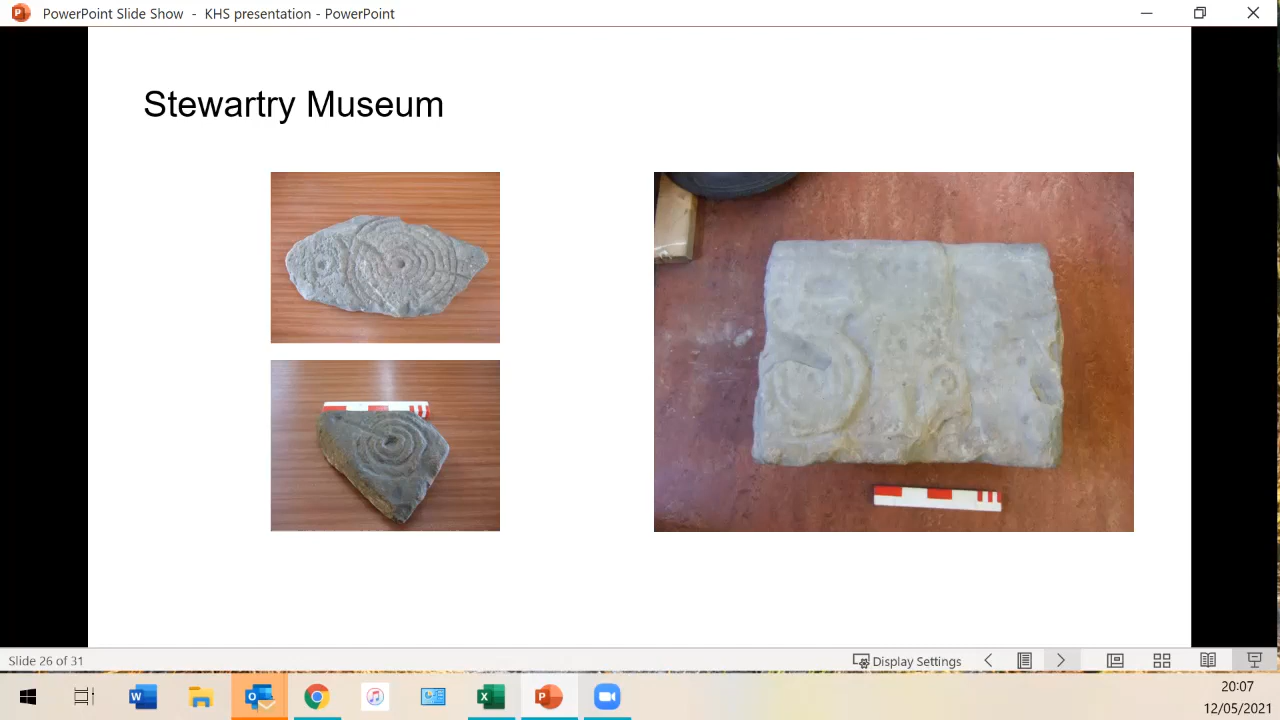 PowerPoint Slide Show - KHS presentation - PowerPoint
Stewartry Museum
Slide 26 of 31
Display Settings
20:07
12/05/2021